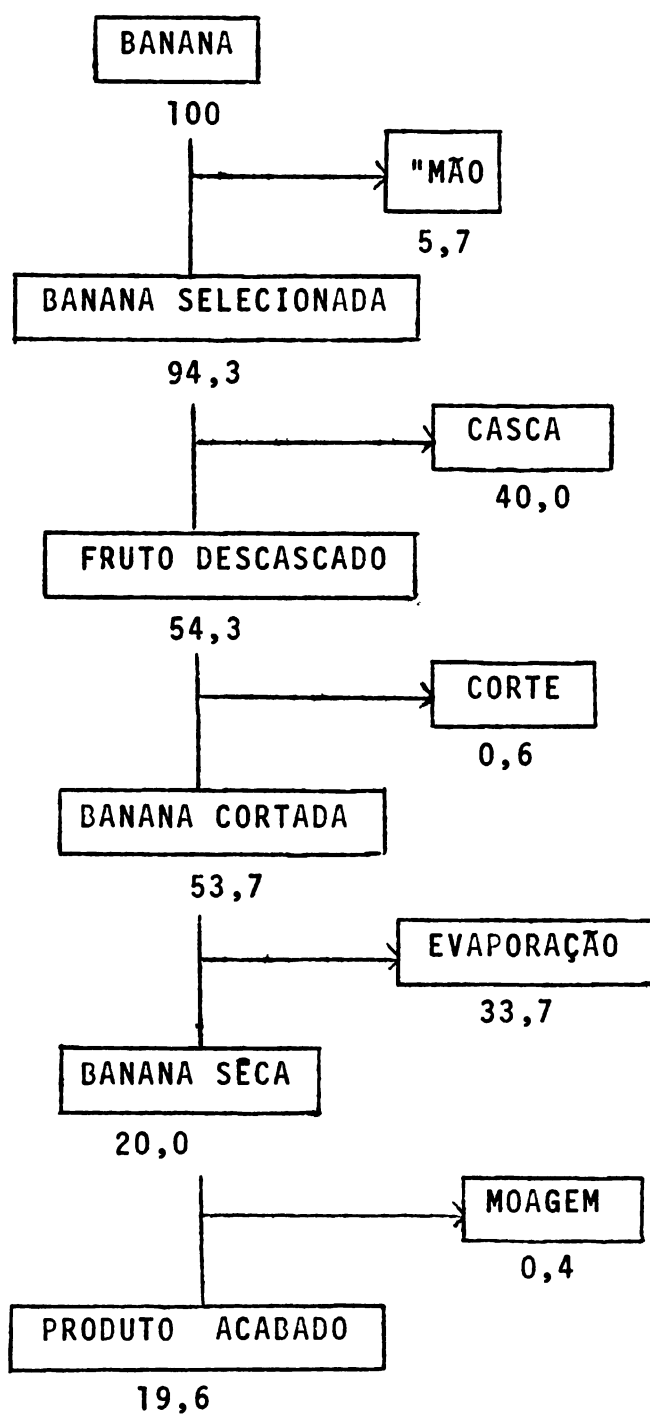 BANANA
100
"MÃO
5,7
BANANA SELECIONADA
94,3
CASCA
40,0
FRUTO DESCASCADO
54,3
CORTE
0,6
BANANA CORTADA
53,7
EVAPORAÇÃO
33,7
BANANA SÊCA
20,0
MOAGEM
0,4
PRODUTO ACABADO
19,6